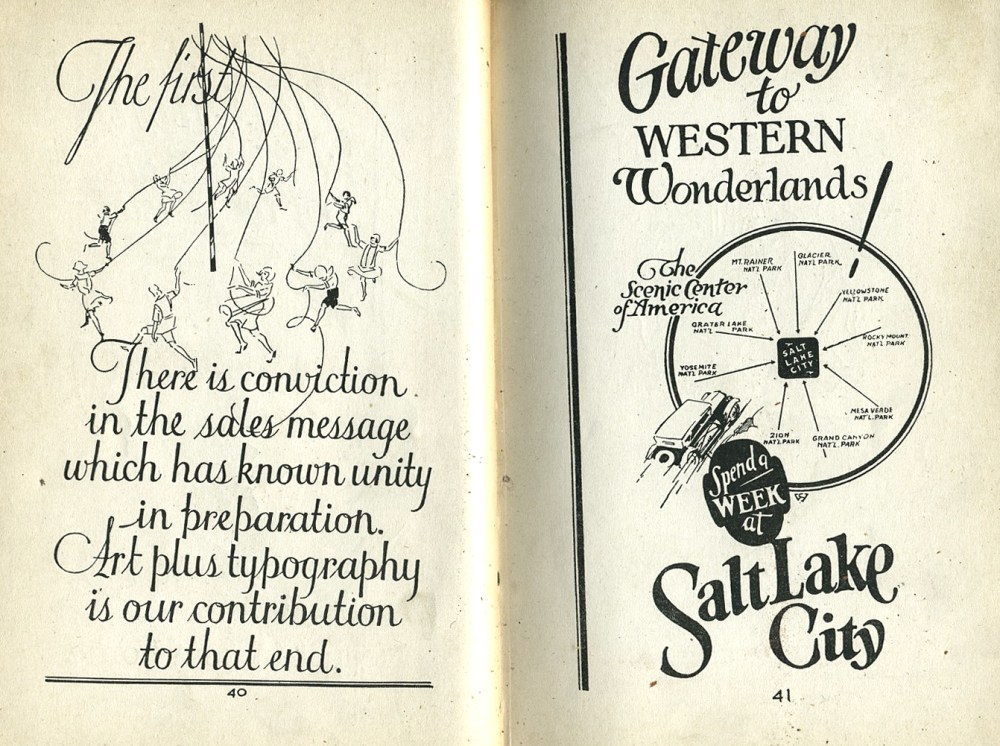 The first
There is conviction
in the sales message
which has known unity
in preparation.
Art plus typography
is our contribution
to that end.
40
Gateway
to
WESTERN
Wonderlands!
The
Scenic Center
of America
MT. RAINER
NAT'L PARK
GLACIER
NAT'L PARK
YELLOWSTONE
NAT'L PARK
ROCKY MOUNT.
NAT'L PARK
MESA VERDE
NAT'L PARK
GRAND CANYON
NAT'L PARK
ZION
NAT'L PARK
YOSEMITE
NAT'L PARK
CRATER LAKE
NAT'L PARK
SALT
LAKE
CITY
Spend a
WEEK
at
Salt Lake
City
41